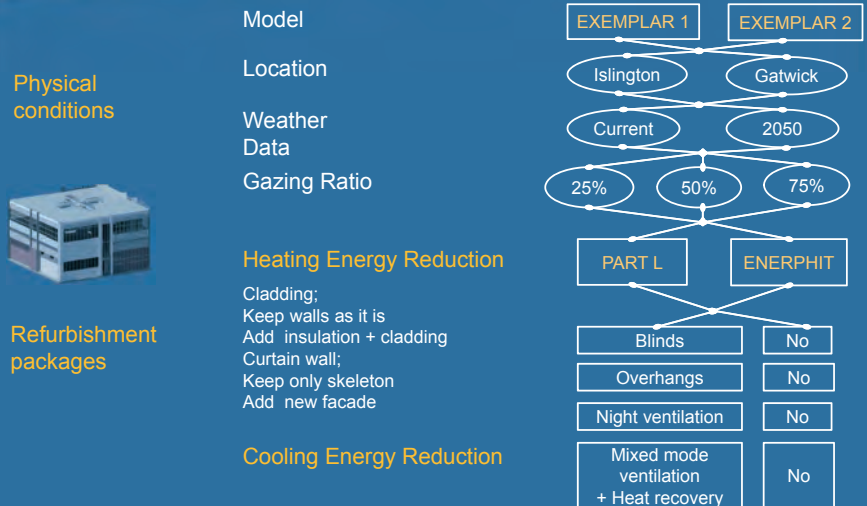 Model
EXEMPLAR 1
EXEMPLAR 2
Physical
conditions
Location
Islington
Gatwick
Weather
Data
Current
2050
Gazing Ratio
25%
50%
75%
Heating Energy Reduction
PART L
ENERPHIT
Refurbishment
packages
Cladding;
Keep walls as it is
Add insulation + cladding
Curtain wall;
Keep only skeleton
Add new facade
Blinds
No
Overhangs
No
Night ventilation
No
Cooling Energy Reduction
Mixed mode
ventilation
+ Heat recovery
No